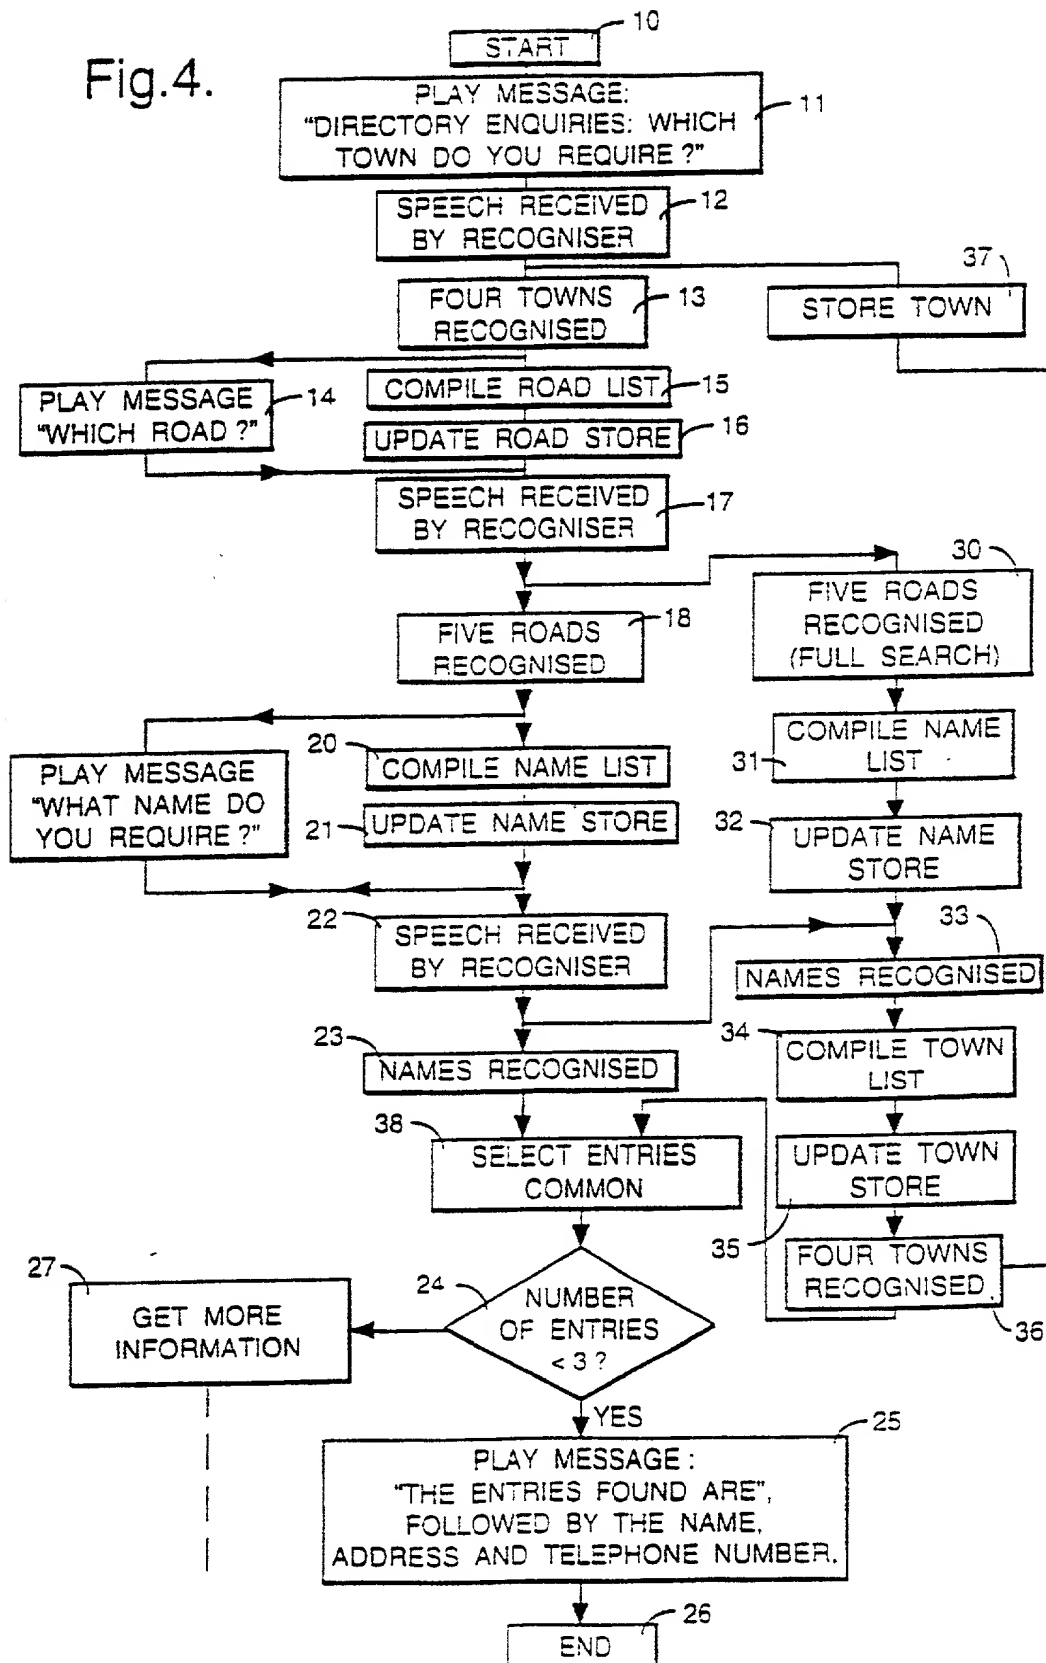 Fig.4.
10
START
PLAY MESSAGE:
"DIRECTORY ENQUIRIES: WHICH
TOWN DO YOU REQUIRE?"
11
SPEECH RECEIVED
BY RECOGNISER
12
FOUR TOWNS
RECOGNISED
13
37
STORE TOWN
PLAY MESSAGE
"WHICH ROAD?"
14
COMPILE ROAD LIST
15
UPDATE ROAD STORE
16
SPEECH RECEIVED
BY RECOGNISER
17
30
FIVE ROADS
RECOGNISED
(FULL SEARCH)
FIVE ROADS
RECOGNISED
18
COMPILE NAME
LIST
31
PLAY MESSAGE
"WHAT NAME DO
YOU REQUIRE?"
20
COMPILE NAME LIST
21
UPDATE NAME STORE
32
UPDATE NAME
STORE
22
SPEECH RECEIVED
BY RECOGNISER
33
NAMES RECOGNISED
23
NAMES RECOGNISED
34
COMPILE TOWN
LIST
38
SELECT ENTRIES
COMMON
UPDATE TOWN
STORE
35
FOUR TOWNS
RECOGNISED
36
27
GET MORE
INFORMATION
24
NUMBER
OF ENTRIES
< 3 ?
YES
25
PLAY MESSAGE :
"THE ENTRIES FOUND ARE",
FOLLOWED BY THE NAME,
ADDRESS AND TELEPHONE NUMBER.
26
END